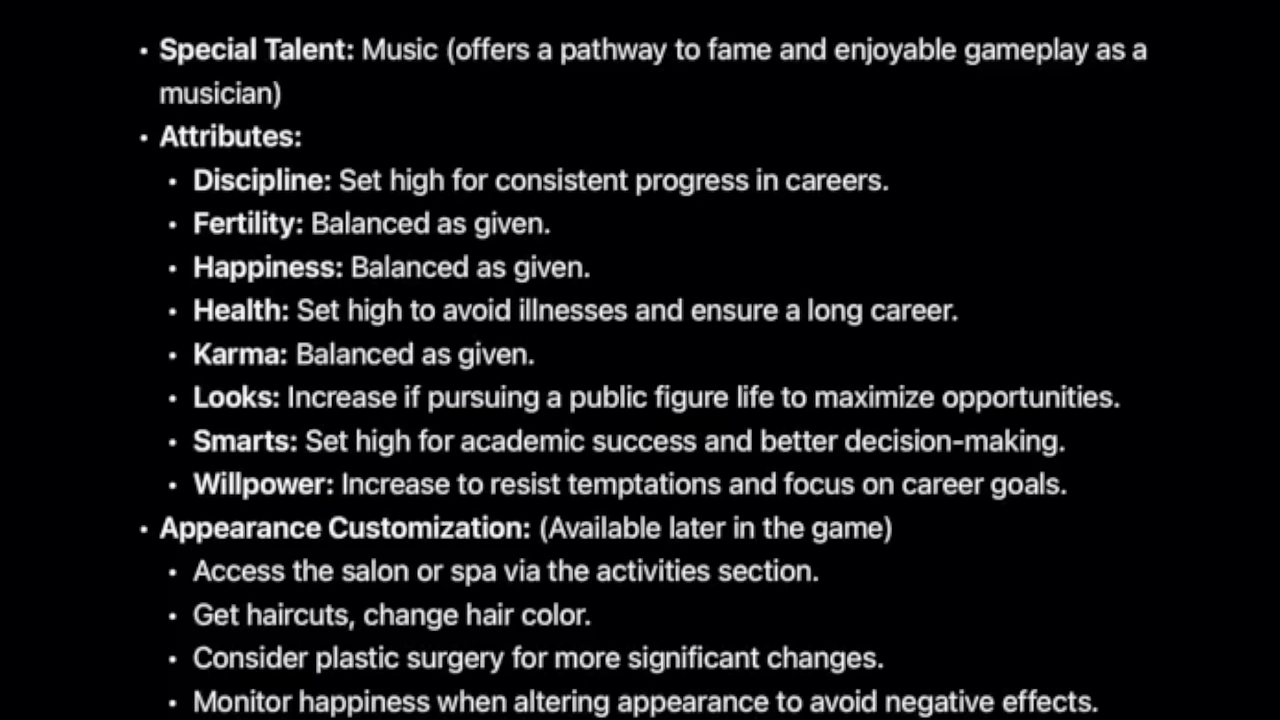 • Special Talent: Music (offers a pathway to fame and enjoyable gameplay as a
musician)
• Attributes:
• Discipline: Set high for consistent progress in careers.
• Fertility: Balanced as given.
• Happiness: Balanced as given.
• Health: Set high to avoid illnesses and ensure a long career.
• Karma: Balanced as given.
• Looks: Increase if pursuing a public figure life to maximize opportunities.
• Smarts: Set high for academic success and better decision-making.
• Willpower: Increase to resist temptations and focus on career goals.
• Appearance Customization: (Available later in the game)
• Access the salon or spa via the activities section.
• Get haircuts, change hair color.
• Consider plastic surgery for more significant changes.
• Monitor happiness when altering appearance to avoid negative effects.